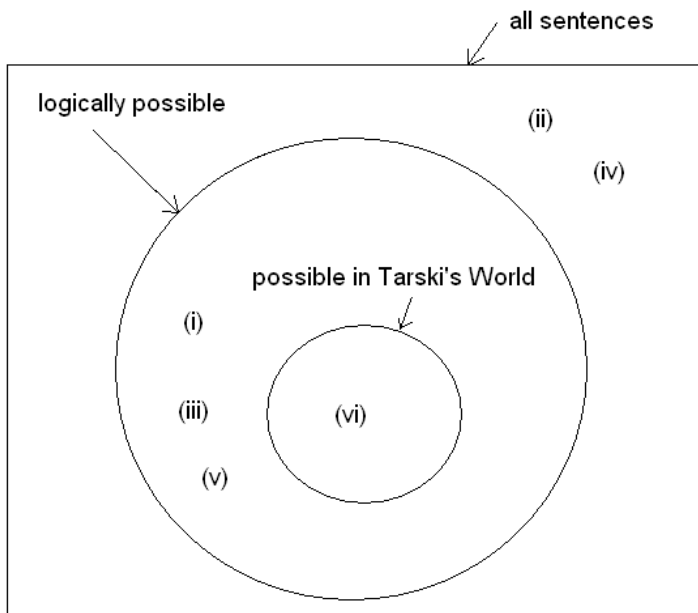 all sentences
logically possible
(ii)
(iv)
possible in Tarski's World
(i)
(iii)
(vi)
(v)